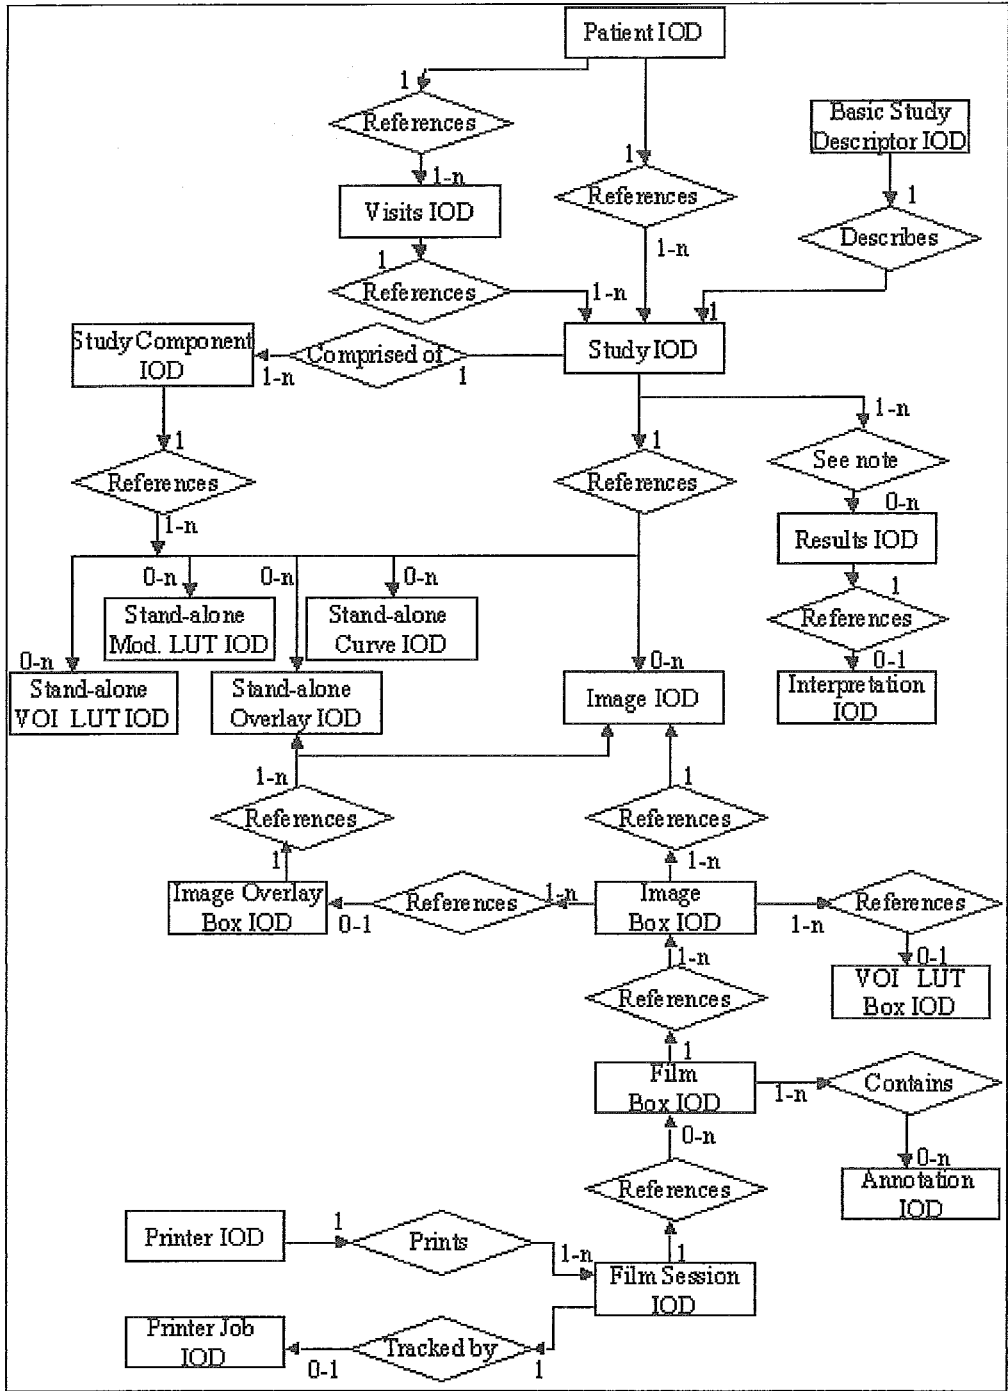 Patient IOD
1
References
1-n
Visits IOD
1
References
1-n
1
References
1-n
Basic Study
Descriptor IOD
1
Describes
1
Study IOD
1
Comprised of
1-n
Study Component
IOD
1
References
1-n
1
References
1-n
See note
0-n
Results IOD
1
References
0-1
Interpretation
IOD
0-n
Stand-alone
Mod. LUT IOD
0-n
0-n
Stand-alone
Curve IOD
0-n
Stand-alone
VOI LUT IOD
Stand-alone
Overlay IOD
0-n
Image IOD
1-n
References
1
Image Overlay
Box IOD
1
References
1-n
Image
Box IOD
1-n
References
0-1
1-n
References
0-1
VOI LUT
Box IOD
1-n
References
1
Film
Box IOD
1-n
Contains
0-n
Annotation
IOD
0-n
References
1
Film Session
IOD
Printer IOD
1
Prints
1-n
Printer Job
IOD
0-1
Tracked by
1